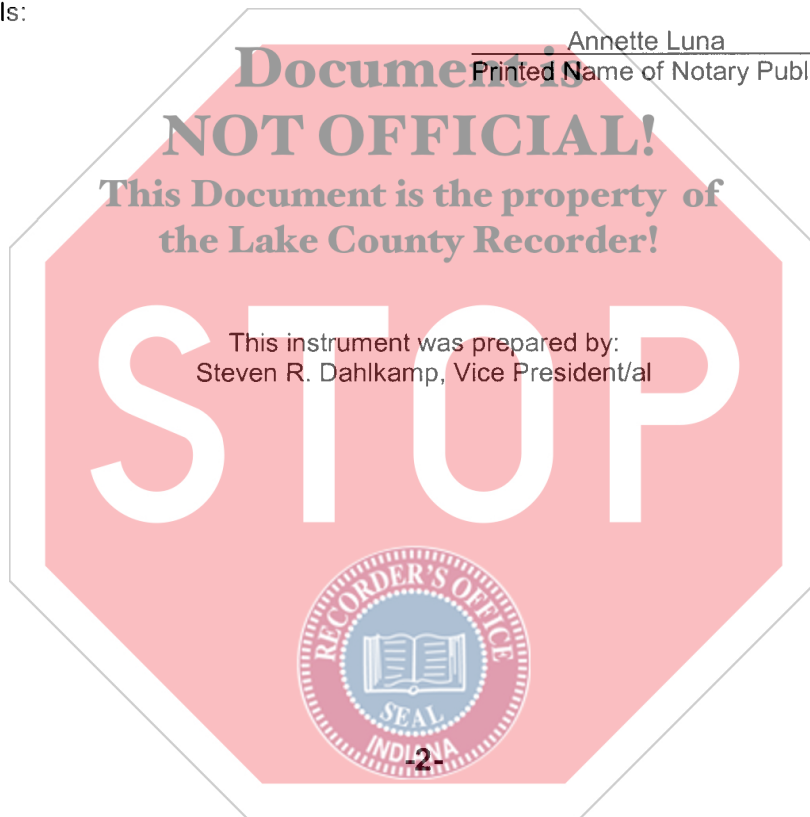 ls:
Annette Luna
Printed Name of Notary Publ
Document is
NOT OFFICIAL!
This Document is the property of
the Lake County Recorder!
This instrument was prepared by:
Steven R. Dahlkamp, Vice President/al
STOP
RECORDER'S OFFICE
SEAL
INDIANA
-2-